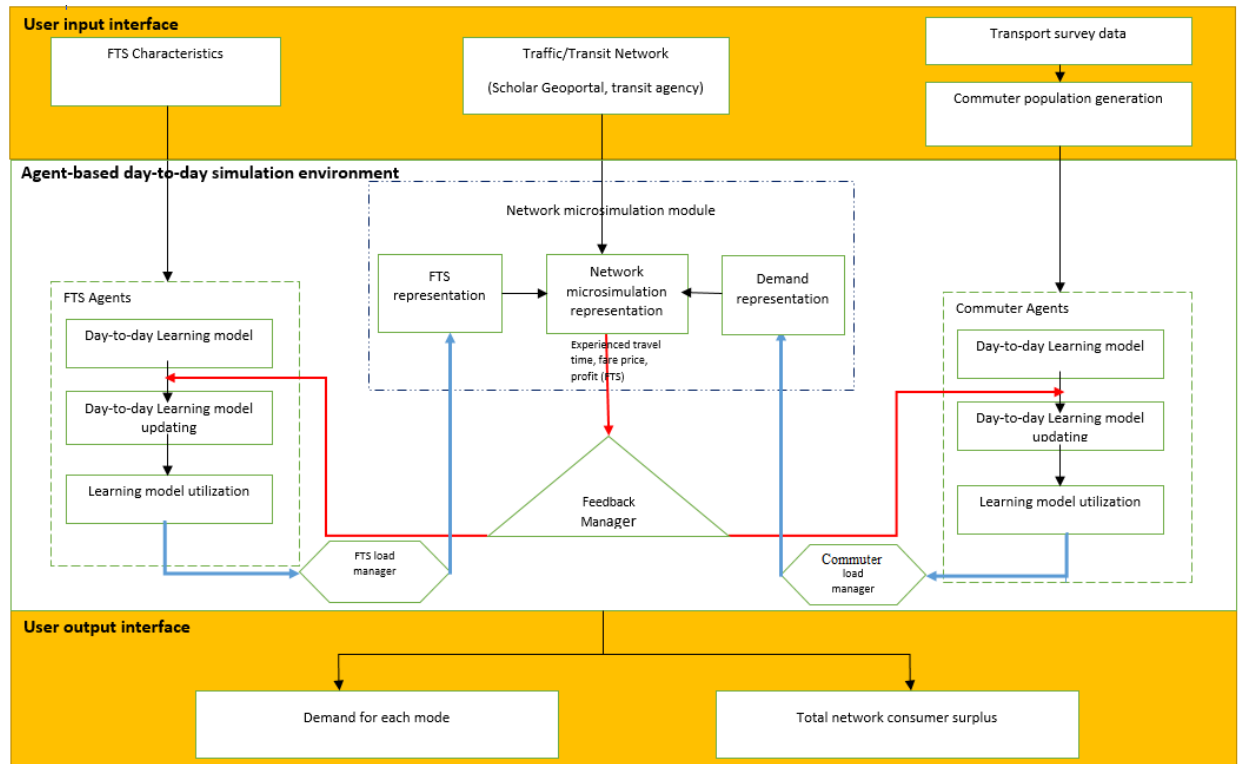 User input interface
FTS Characteristics
Traffic/Transit Network
(Scholar Geoportal, transit agency)
Transport survey data
Commuter population generation
Agent-based day-to-day simulation environment
Network microsimulation module
FTS
representation
Network
microsimulation
representation
Demand
representation
Experienced travel
time, fare price,
profit (FTS)
FTS Agents
Day-to-day Learning model
Day-to-day Learning model
updating
Learning model utilization
Commuter Agents
Day-to-day Learning model
Day-to-day Learning model
updating
Learning model utilization
Feedback
Manager
FTS load
manager
Commuter
load
manager
User output interface
Demand for each mode
Total network consumer surplus